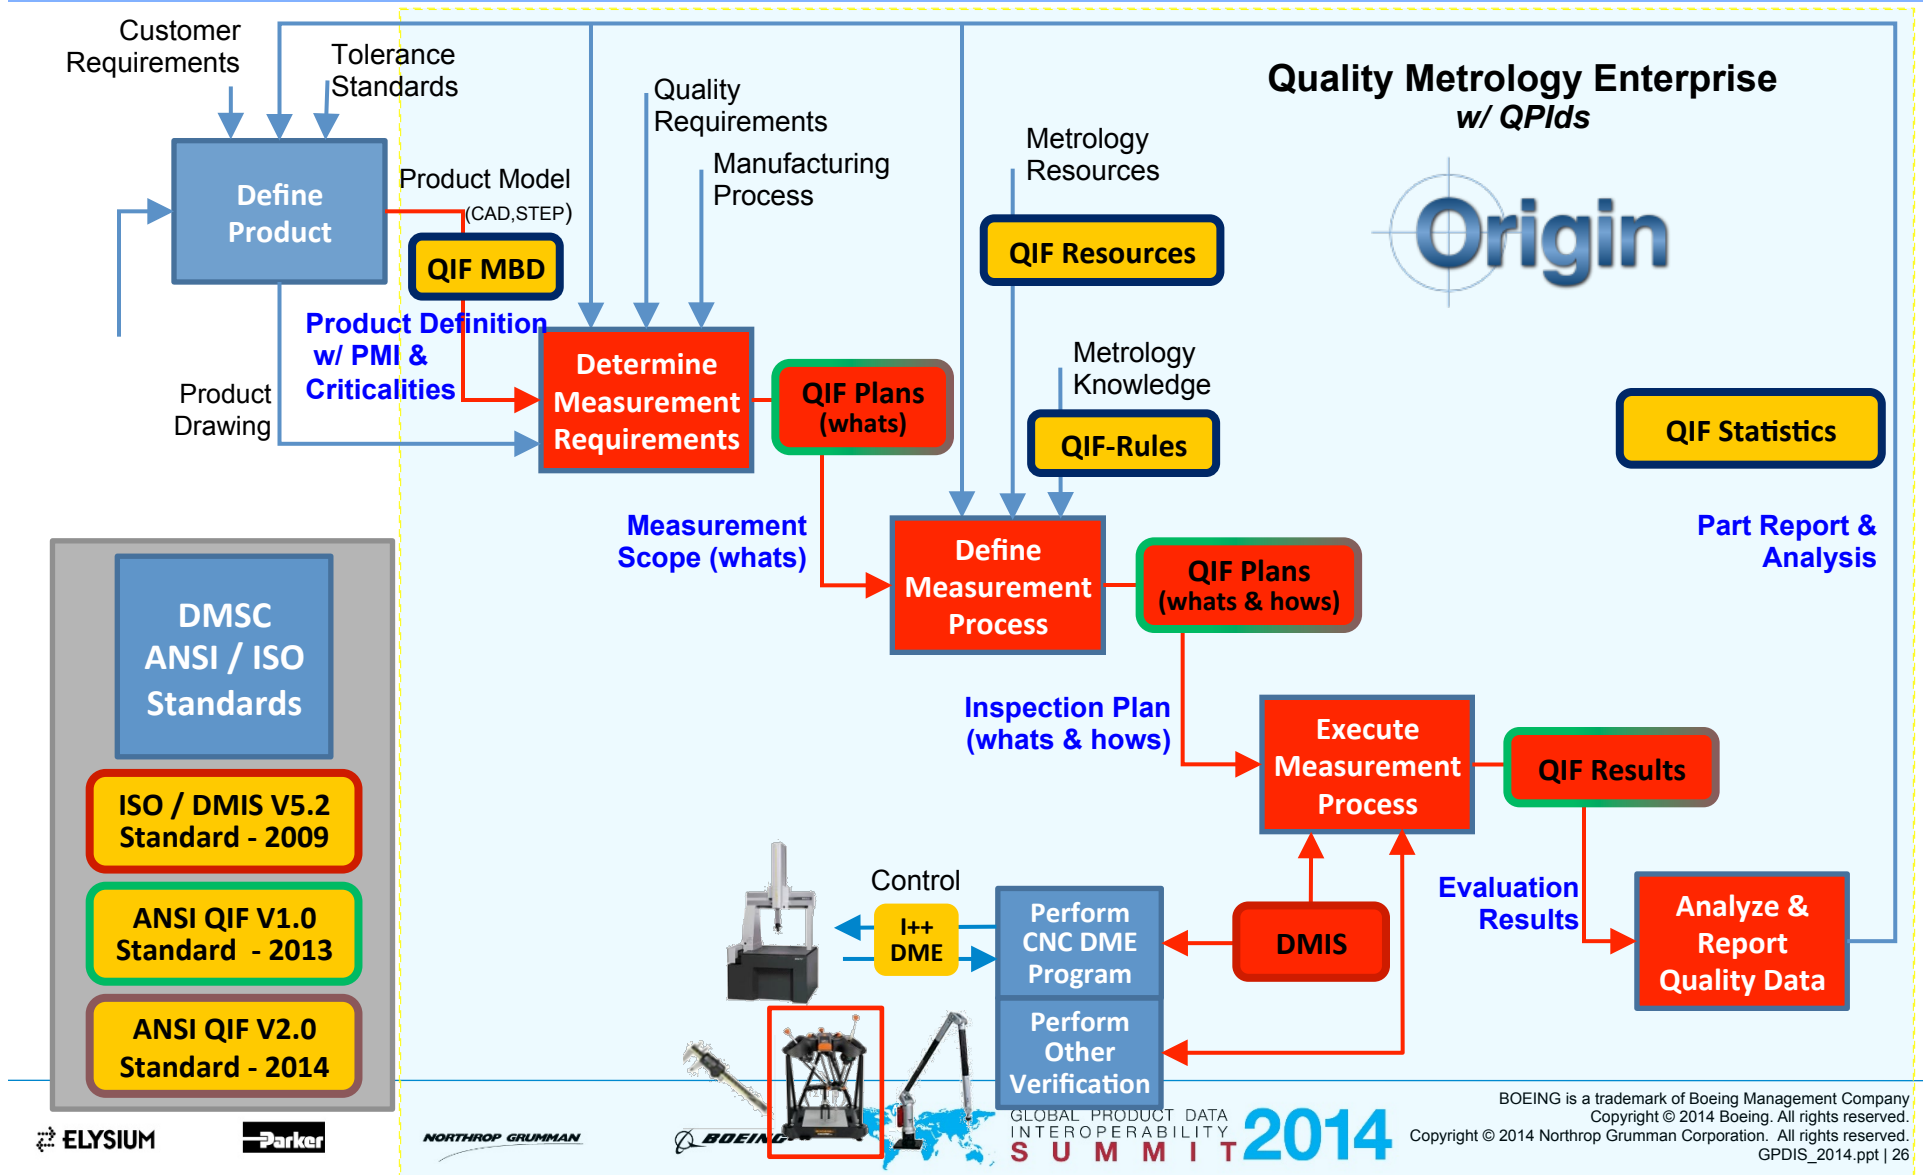 Customer
Requirements
Tolerance
Standards
Quality
Requirements
Manufacturing
Process
Metrology
Resources
Quality Metrology Enterprise
w/ QPIds
Origin
Define
Product
Product Model
(CAD,STEP)
QIF MBD
QIF Resources
Product Definition
w/ PMI &
Criticalities
Product
Drawing
Determine
Measurement
Requirements
QIF Plans
(whats)
Metrology
Knowledge
QIF-Rules
QIF Statistics
Measurement
Scope (whats)
Define
Measurement
Process
QIF Plans
(whats & hows)
Part Report &
Analysis
DMSC
ANSI / ISO
Standards
Inspection Plan
(whats & hows)
Execute
Measurement
Process
QIF Results
ISO / DMIS V5.2
Standard - 2009
ANSI QIF V1.0
Standard - 2013
ANSI QIF V2.0
Standard - 2014
Control
I++
DME
Perform
CNC DME
Program
DMIS
Evaluation
Results
Analyze &
Report
Quality Data
Perform
Other
Verification
ELYSIUM
Parker
NORTHROP GRUMMAN
BOEING
GLOBAL PRODUCT DATA
INTEROPERABILITY
SUMMIT 2014
BOEING is a trademark of Boeing Management Company
Copyright © 2014 Boeing. All rights reserved.
Copyright © 2014 Northrop Grumman Corporation. All rights reserved.
GPDIS_2014.ppt | 26